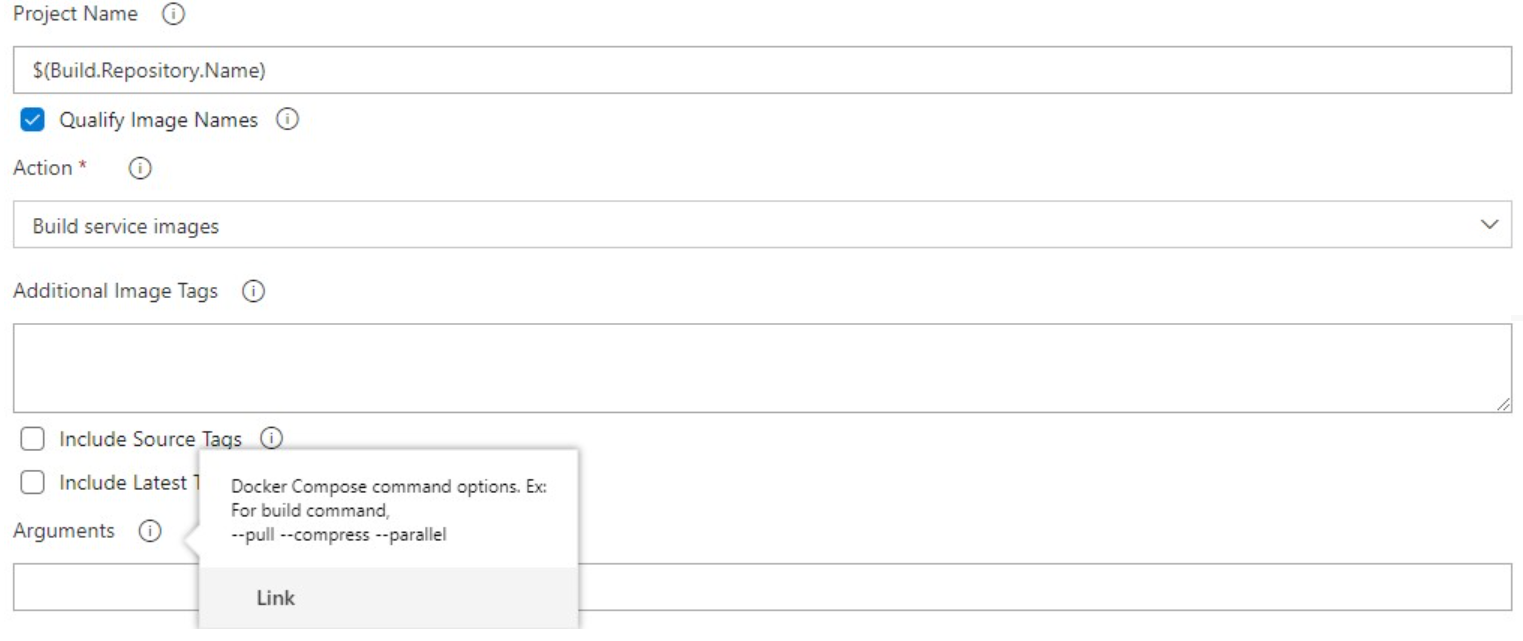 Project Name
$(Build.Repository.Name)
Qualify Image Names
Action *
Build service images
Additional Image Tags
Include Source Tags
Include Latest T
Docker Compose command options. Ex:
For build command,
--pull --compress --parallel
Arguments
Link